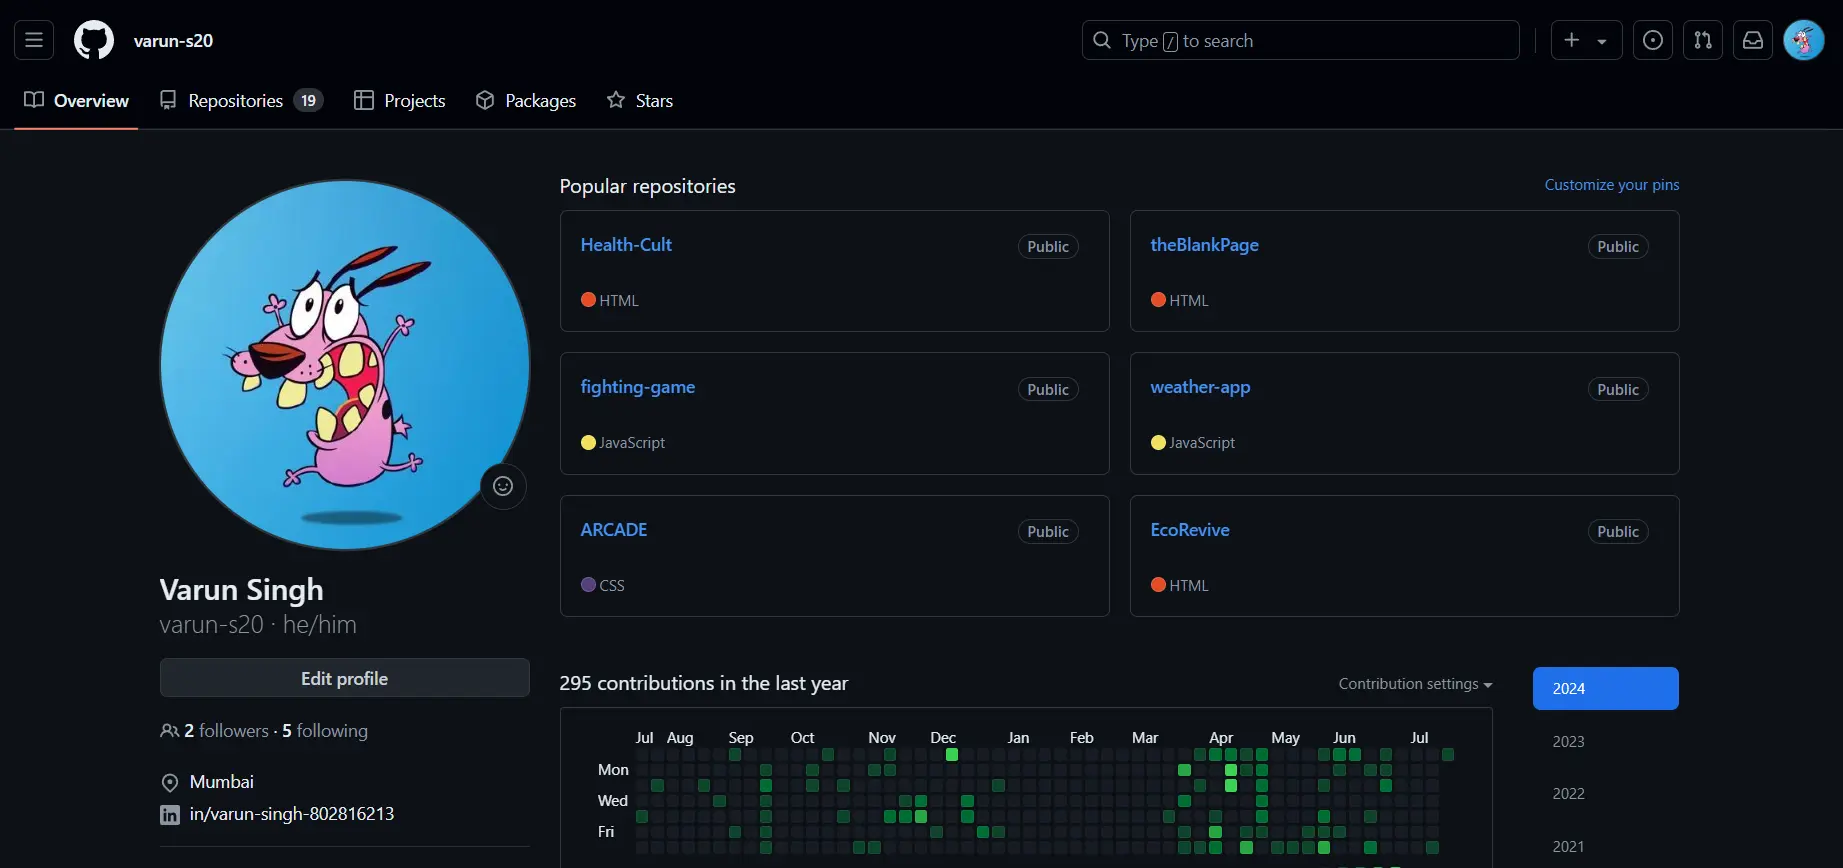 varun-s20
Type / to search
Overview
Repositories 19
Projects
Packages
Stars
Popular repositories
Customize your pins
Health-Cult
Public
HTML
theBlankPage
Public
HTML
fighting-game
Public
JavaScript
weather-app
Public
JavaScript
ARCADE
Public
CSS
EcoRevive
Public
HTML
Varun Singh
varun-s20 · he/him
Edit profile
2 followers · 5 following
Mumbai
in/varun-singh-802816213
295 contributions in the last year
Contribution settings
Jul Aug Sep Oct Nov Dec Jan Feb Mar Apr May Jun Jul
Mon
Wed
Fri
2024
2023
2022
2021